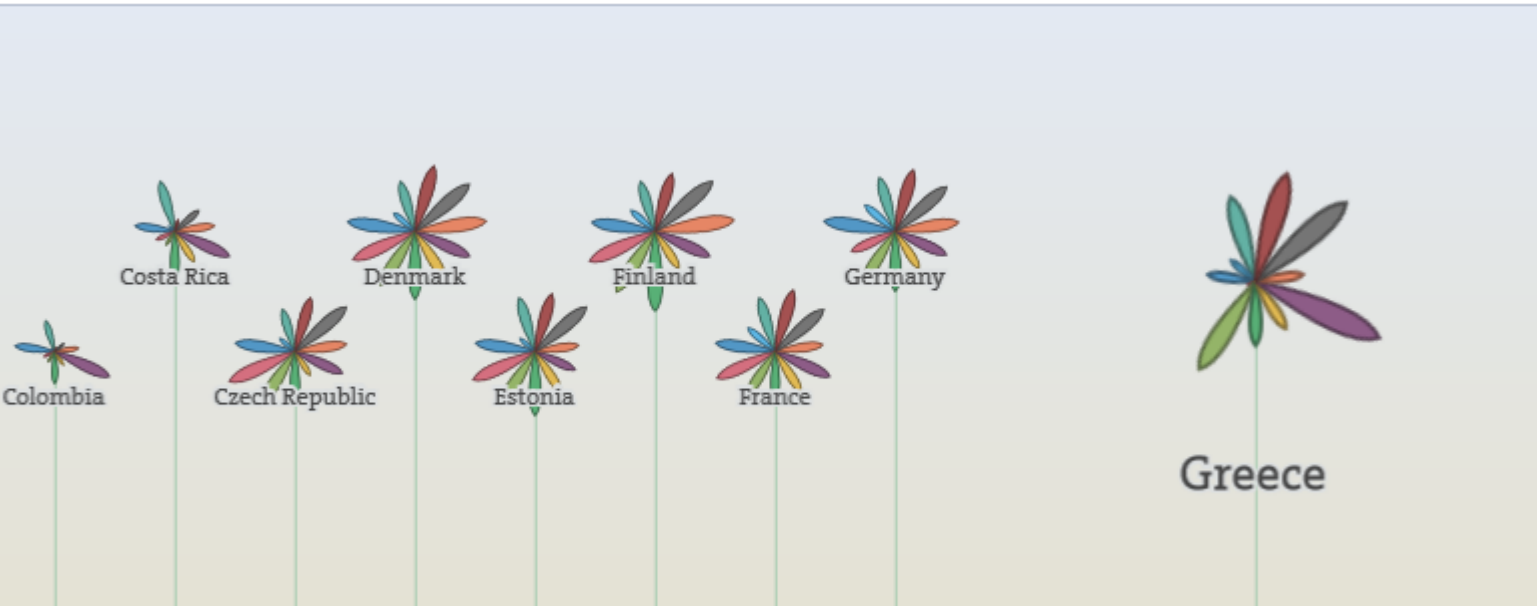 Costa Rica
Denmark
Finland
Germany
Colombia
Czech Republic
Estonia
France
Greece